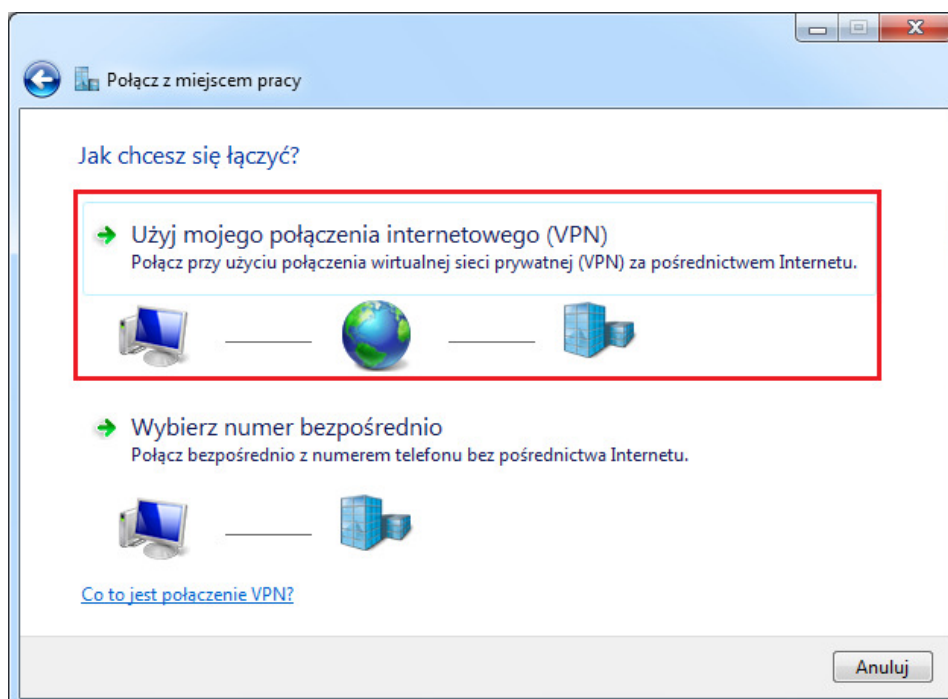 Połącz z miejscem pracy
Jak chcesz się łączyć?
Użyj mojego połączenia internetowego (VPN)
Połącz przy użyciu połączenia wirtualnej sieci prywatnej (VPN) za pośrednictwem Internetu.
Wybierz numer bezpośrednio
Połącz bezpośrednio z numerem telefonu bez pośrednictwa Internetu.
Co to jest połączenie VPN?
Anuluj